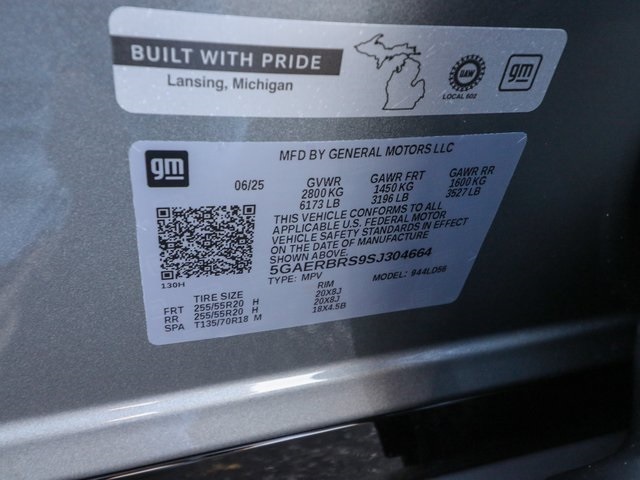 BUILT WITH PRIDE
Lansing, Michigan
UAW
LOCAL 602
gm
gm
MFD BY GENERAL MOTORS LLC
06/25 GVWR GAWR FRT GAWR RR
2800 KG 1450 KG 1600 KG
6173 LB 3196 LB 3527 LB
THIS VEHICLE CONFORMS TO ALL
APPLICABLE U.S. FEDERAL MOTOR
VEHICLE SAFETY STANDARDS IN EFFECT
ON THE DATE OF MANUFACTURE
SHOWN ABOVE.
5GAERBRS9SJ304664
TYPE: MPV MODEL: 944LD56
130H
TIRE SIZE RIM
FRT 255/55R20 H 20X8J
RR 255/55R20 H 20X8J
SPA T135/70R18 M 18X4.5B